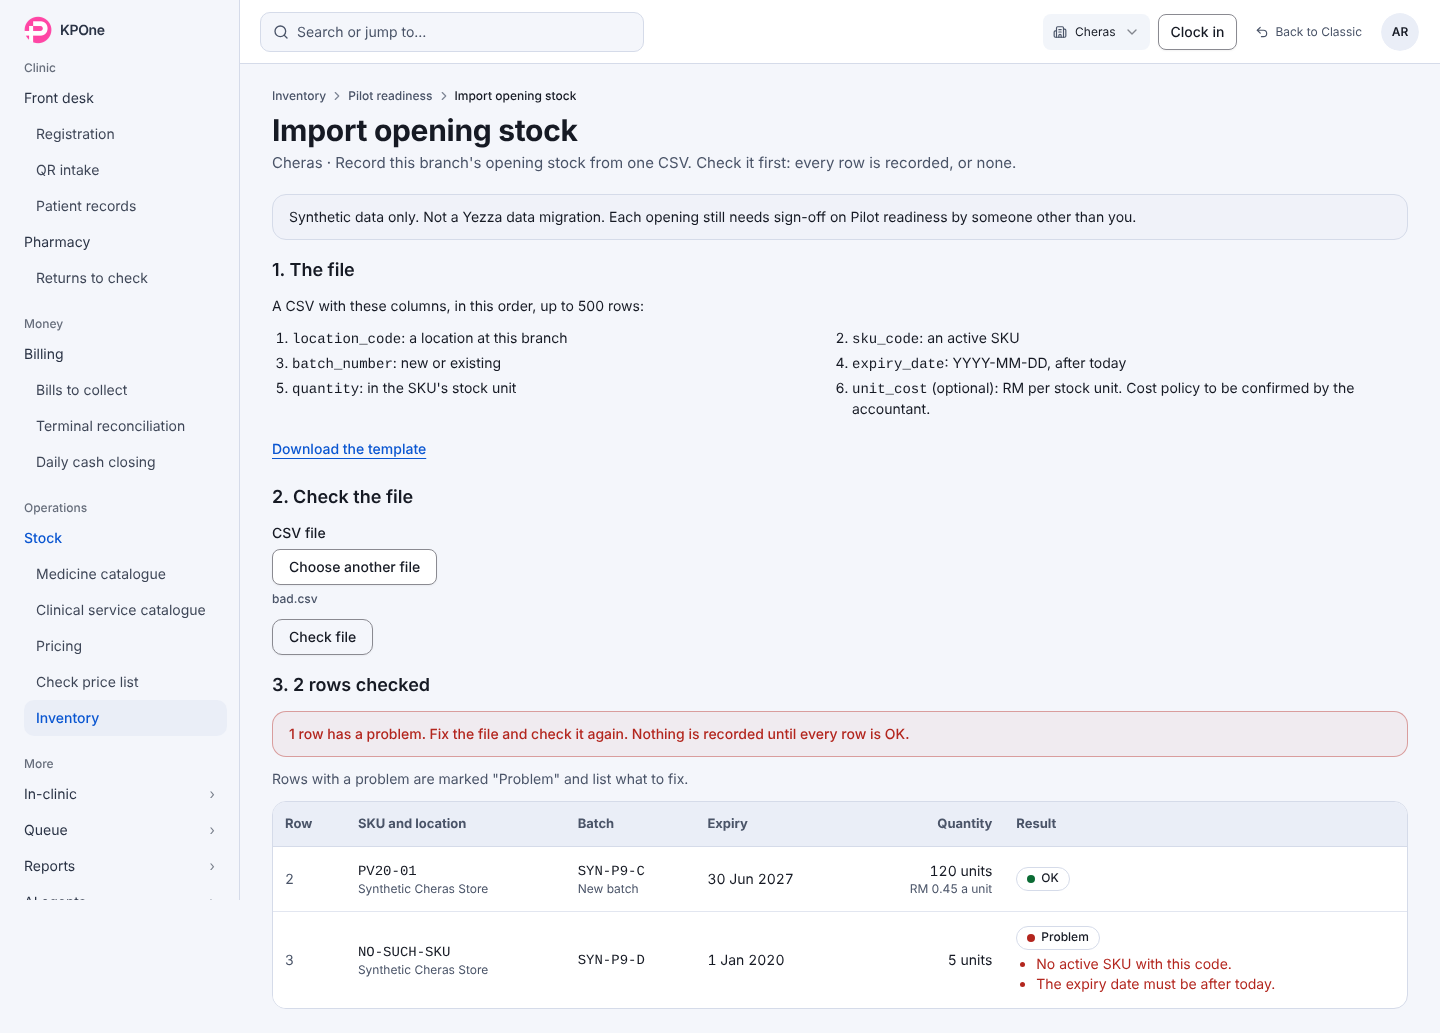 KPOne
Search or jump to...
Cheras
Clock in
Back to Classic
AR
Clinic
Front desk
Registration
QR intake
Patient records
Pharmacy
Returns to check
Money
Billing
Bills to collect
Terminal reconciliation
Daily cash closing
Operations
Stock
Medicine catalogue
Clinical service catalogue
Pricing
Check price list
Inventory
More
In-clinic
Queue
Reports
Inventory > Pilot readiness > Import opening stock
Import opening stock
Cheras · Record this branch's opening stock from one CSV. Check it first: every row is recorded, or none.
Synthetic data only. Not a Yezza data migration. Each opening still needs sign-off on Pilot readiness by someone other than you.
1. The file
A CSV with these columns, in this order, up to 500 rows:
1. location_code: a location at this branch
2. sku_code: an active SKU
3. batch_number: new or existing
4. expiry_date: YYYY-MM-DD, after today
5. quantity: in the SKU's stock unit
6. unit_cost (optional): RM per stock unit. Cost policy to be confirmed by the
accountant.
Download the template
2. Check the file
CSV file
Choose another file
bad.csv
Check file
3. 2 rows checked
1 row has a problem. Fix the file and check it again. Nothing is recorded until every row is OK.
Rows with a problem are marked "Problem" and list what to fix.
Row SKU and location Batch Expiry Quantity Result
2 PV20-01 SYN-P9-C 30 Jun 2027 120 units OK
Synthetic Cheras Store New batch RM 0.45 a unit
3 NO-SUCH-SKU SYN-P9-D 1 Jan 2020 5 units Problem
Synthetic Cheras Store
No active SKU with this code.
The expiry date must be after today.